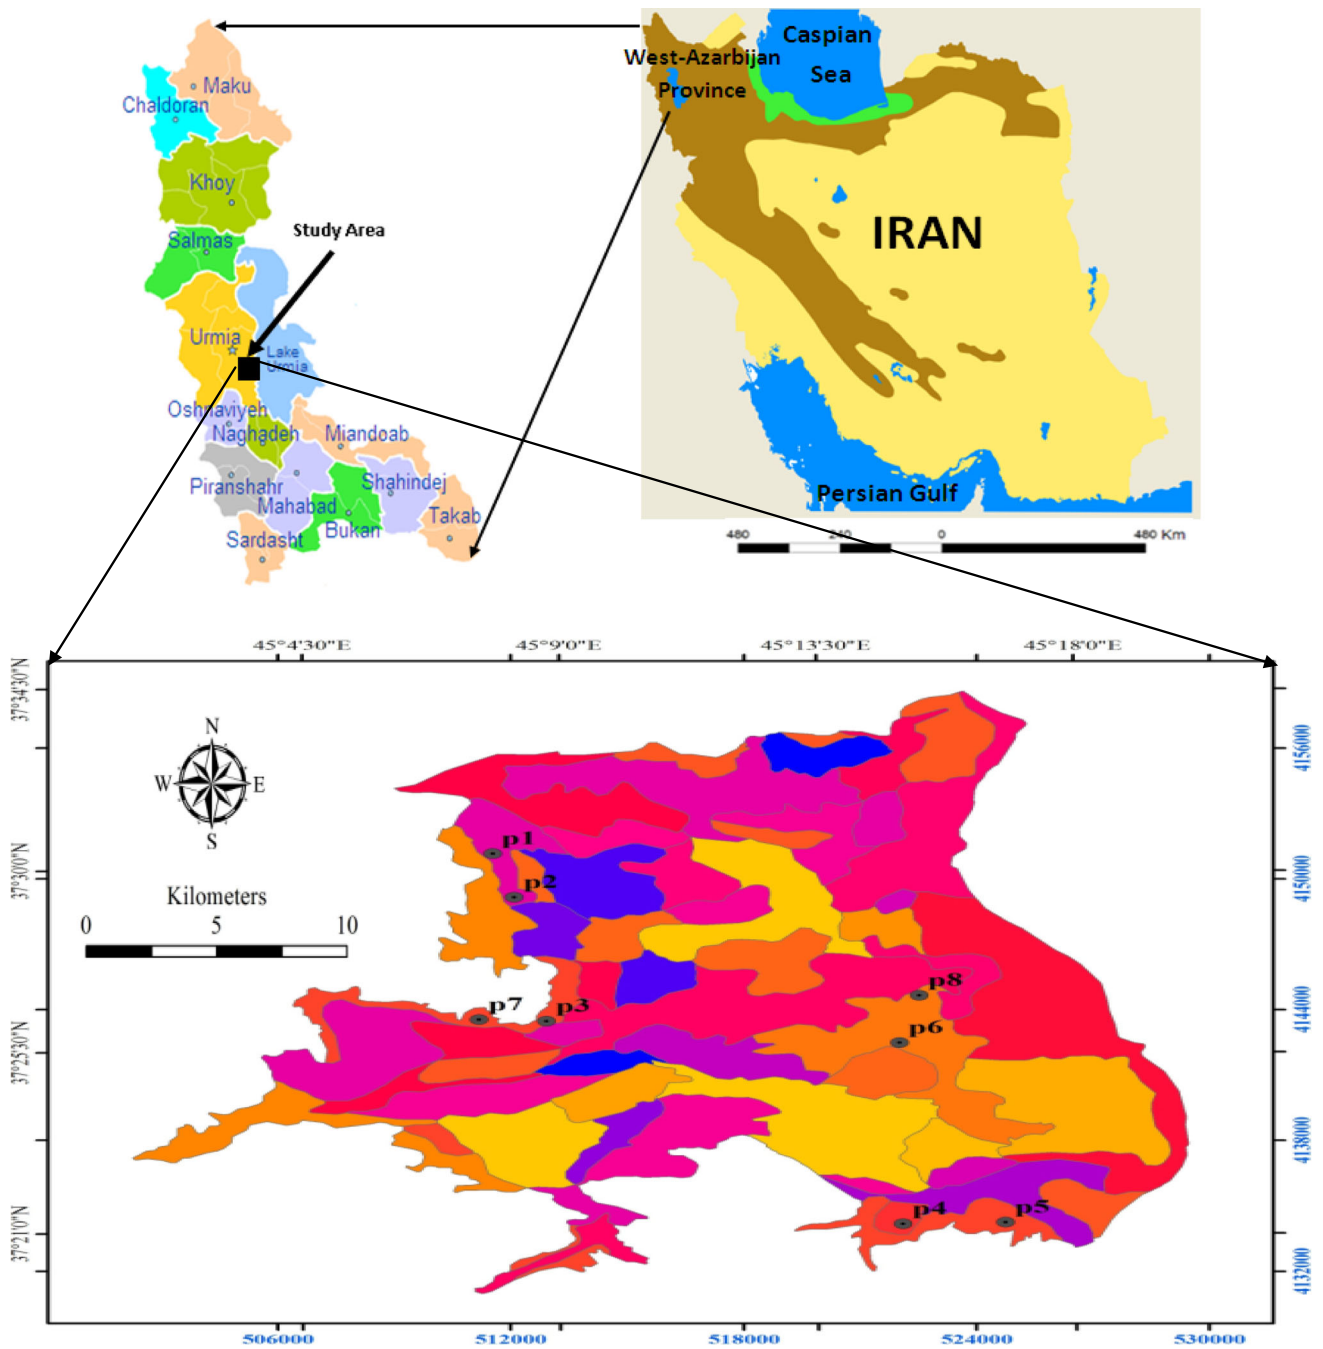 Maku
Chaldoran
Khoy
Salmas
Study Area
Urmia
Lake
Urmia
Oshnaviyeh
Naghadeh
Miandoab
Piranshahr
Mahabad
Shahindej
Takab
Bukan
Sardasht
Caspian
Sea
West-Azarbijan
Province
IRAN
Persian Gulf
480 240 0 480 Km
45°4'30"E 45°9'0"E 45°13'30"E 45°18'0"E
37°34'30"N
37°30'0"N
37°25'30"N
37°21'0"N
4156000
4150000
4144000
4138000
4132000
N
W E
S
Kilometers
0 5 10
p1
p2
p7
p3
p8
p6
p4
p5
506000 512000 518000 524000 530000